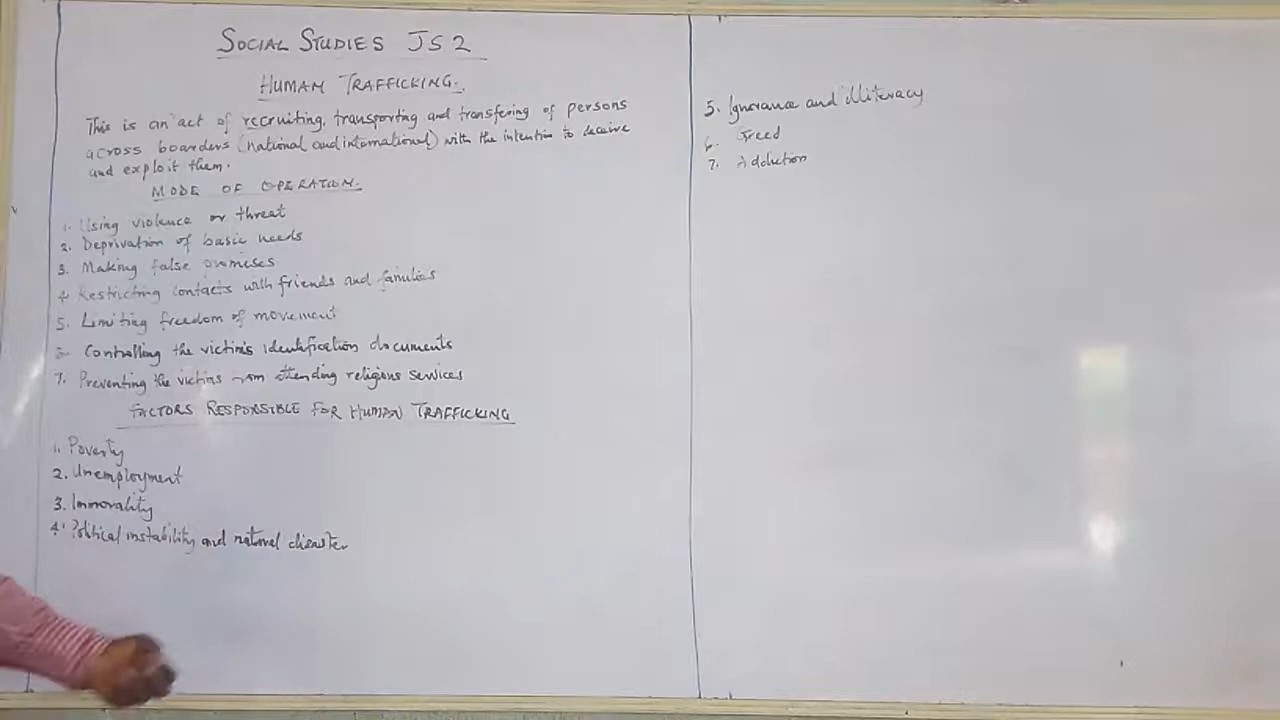 SOCIAL STUDIES JS 2
HUMAN TRAFFICKING.
This is an act of recruiting, transporting and transfering of persons
across boarders (national and international) with the intention to deceive
and exploit them.
MODE OF OPERATION.
1. Using violence or threat
2. Deprivation of basic needs
3. Making false promises
4. Restricting contacts with friends and families
5. Limiting freedom of movement
Controlling the victim's identification documents
7. Preventing the victims from attending religious services
FACTORS RESPONSIBLE FOR HUMAN TRAFFICKING
1. Poverty
2. Unemployment
3. Immorality
4. Political instability and natural disaster
5. Ignorance and illiteracy
6.
7. Addiction